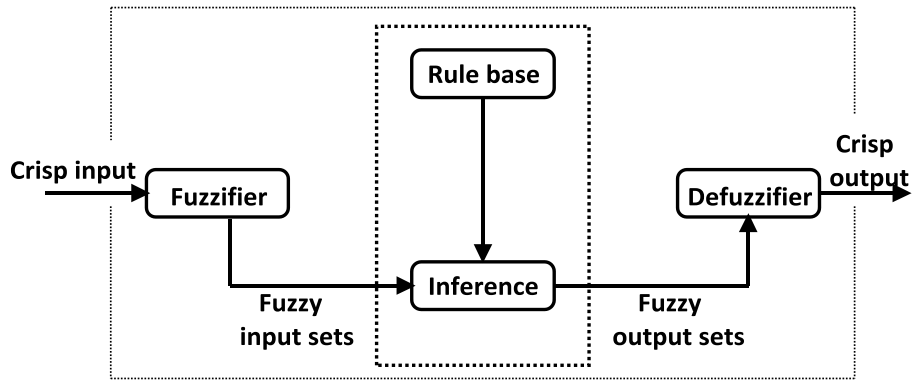 Rule base
Crisp input
Fuzzifier
Crisp
output
Defuzzifier
Inference
Fuzzy
input sets
Fuzzy
output sets